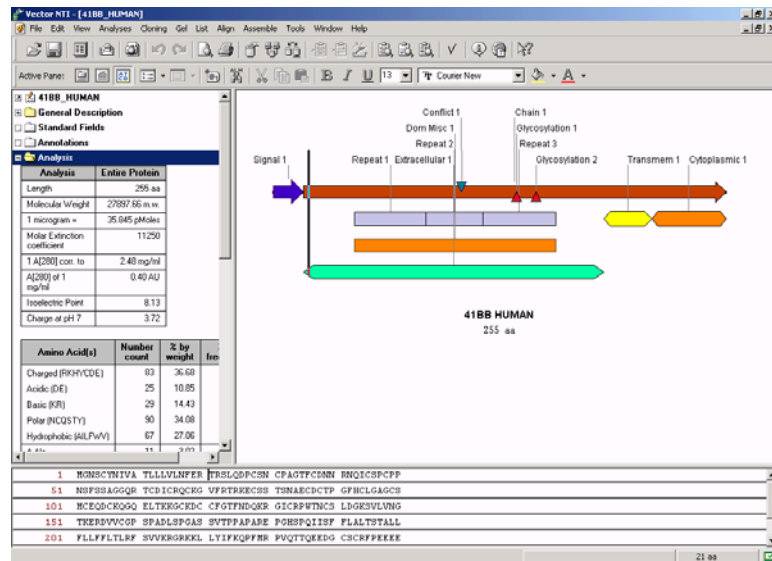 Vector NTI - [41BB_HUMAN]
File Edit View Analyses Cloning Gel List Align Assemble Tools Window Help
Active Pane: 13 Courier New
41BB_HUMAN
General Description
Standard Fields
Annotations
Analysis
Analysis Entire Protein
Length 255 aa
Molecular Weight 27897.66 m.w.
1 microgram = 35.845 pMoles
Molar Extinction coefficient 11250
1 A[280] corr. to 2.48 mg/ml
A[280] of 1 mg/ml 0.40 AU
Isoelectric Point 8.13
Charge at pH 7 3.72
Amino Acid(s) Number count % by weight
Charged (RKHYCDE) 83 36.68
Acidic (DE) 25 10.85
Basic (KR) 29 14.43
Polar (NCQSTY) 90 34.08
Hydrophobic (AILFWV) 67 27.06
Conflict 1 Chain 1
Dom Misc 1 Glycosylation 1
Repeat 2 Repeat 3
Signal 1 Repeat 1 Extracellular 1 Glycosylation 2 Transmem 1 Cytoplasmic 1
41BB HUMAN
255 aa
1 MGNSCYNIVA TLLLVLNFER TRSLQDPCSN CPAGTFCDNN RNQICSPCPP
51 NSFSSAGGQR TCDICRQCKG VFRTRKECSS TSNAECDCTP GFHCLGAGCS
101 MCEQDCKQGQ ELTKKGCKDC CFGTFNDQKR GICRPWTNCS LDGKSVLVNG
151 TKERDVVCGP SPADLSPGAS SVTPPAPARE PGHSPQIISF FLALTSTALL
201 FLLFFLTLRF SVVKRGRKKL LYIFKQPFMR PVQTTQEEDG CSCRFPEEEE
21 aa